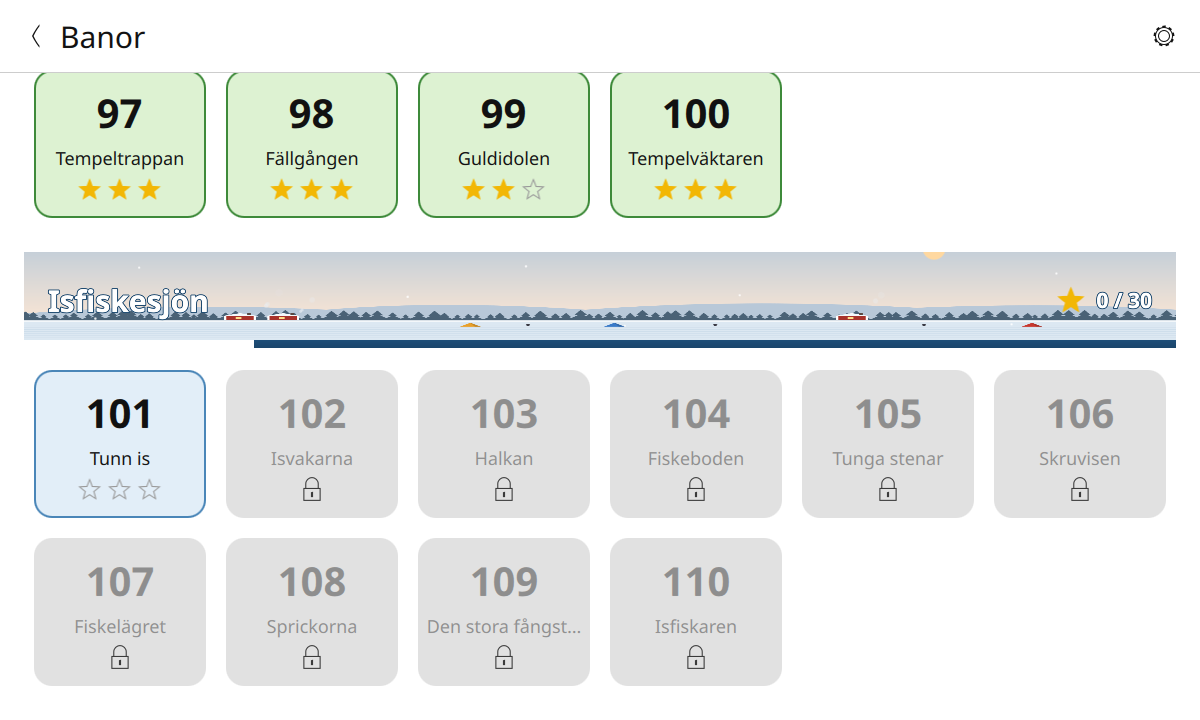 Banor
97 98 99 100
Tempeltrappan Fällgången Guldidolen Tempelväktaren
Isfiskesjön 0 / 30
101 102 103 104 105 106
Tunn is Isvakarna Halkan Fiskeboden Tunga stenar Skruvisen
107 108 109 110
Fiskelägret Sprickorna Den stora fångst... Isfiskaren